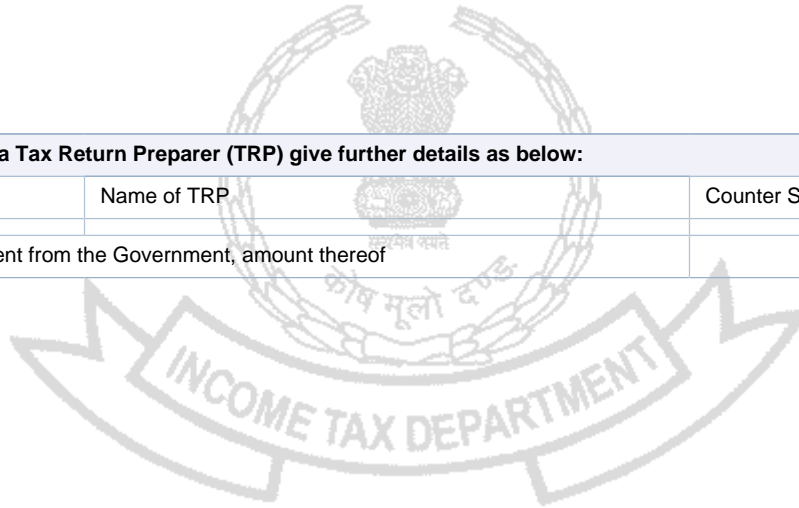 a Tax Return Preparer (TRP) give further details as below:
Name of TRP Counter S
ent from the Government, amount thereof
सत्यमेव जयते
कोष मूलो दण्डः
INCOME TAX DEPARTMENT